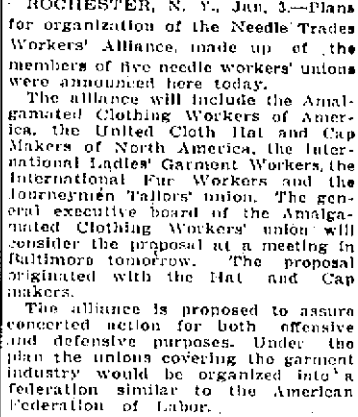 ROCHESTER, N. Y., Jan. 3.—Plans
for organization of the Needle Trades
Workers' Alliance, made up of the
members of five needle workers' unions
were announced here today.
The alliance will include the Amal-
gamated Clothing Workers of Amer-
ica, the United Cloth Hat and Cap
Makers of North America, the Inter-
national Ladies' Garment Workers, the
International Fur Workers and the
Journeymen Tailors' union. The gen-
eral executive board of the Amalga-
mated Clothing Workers' union will
consider the proposal at a meeting in
Baltimore tomorrow. The proposal
originated with the Hat and Cap
makers.
The alliance is proposed to assure
concerted action for both offensive
and defensive purposes. Under the
plan the unions covering the garment
industry would be organized into a
federation similar to the American
Federation of Labor.